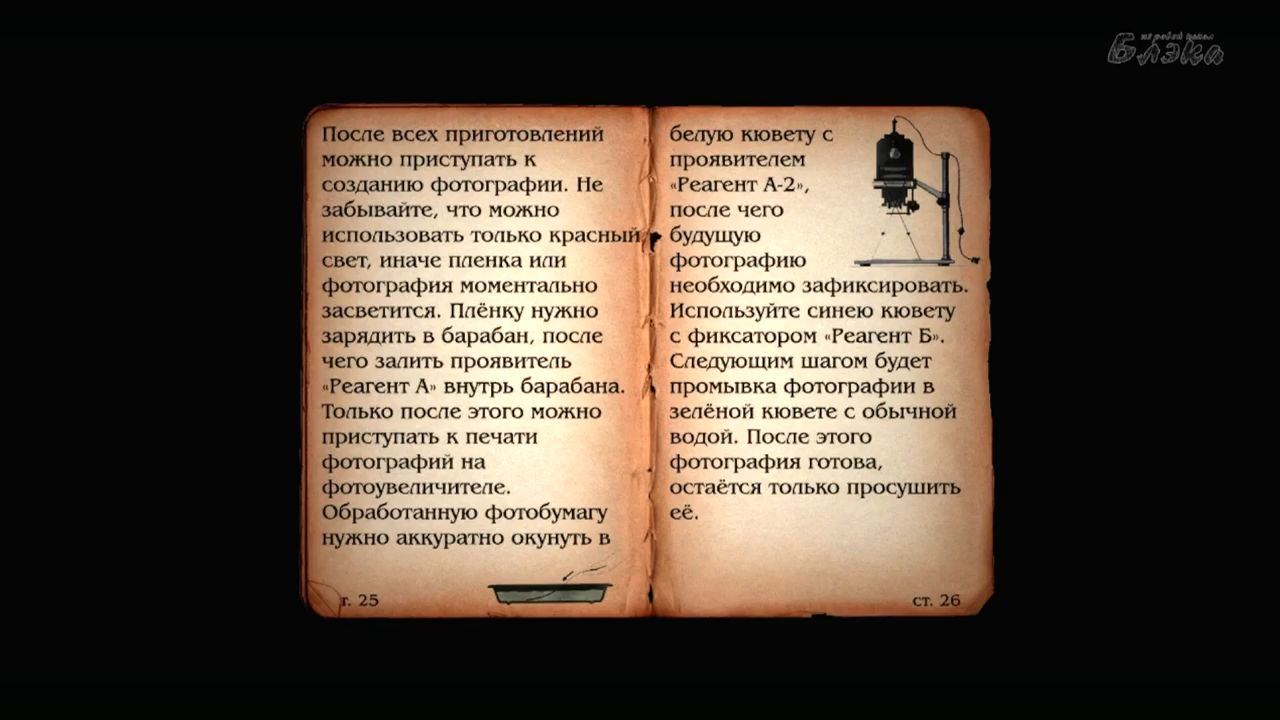 Блэка
После всех приготовлений
можно приступать к
созданию фотографии. Не
забывайте, что можно
использовать только красный
свет, иначе пленка или
фотография моментально
засветится. Плёнку нужно
зарядить в барабан, после
чего залить проявитель
«Реагент А» внутрь барабана.
Только после этого можно
приступать к печати
фотографий на
фотоувеличителе.
Обработанную фотобумагу
нужно аккуратно окунуть в
т. 25
белую кювету с
проявителем
«Реагент А-2»,
после чего
будущую
фотографию
необходимо зафиксировать.
Используйте синею кювету
с фиксатором «Реагент Б».
Следующим шагом будет
промывка фотографии в
зелёной кювете с обычной
водой. После этого
фотография готова,
остаётся только просушить
её.
ст. 26